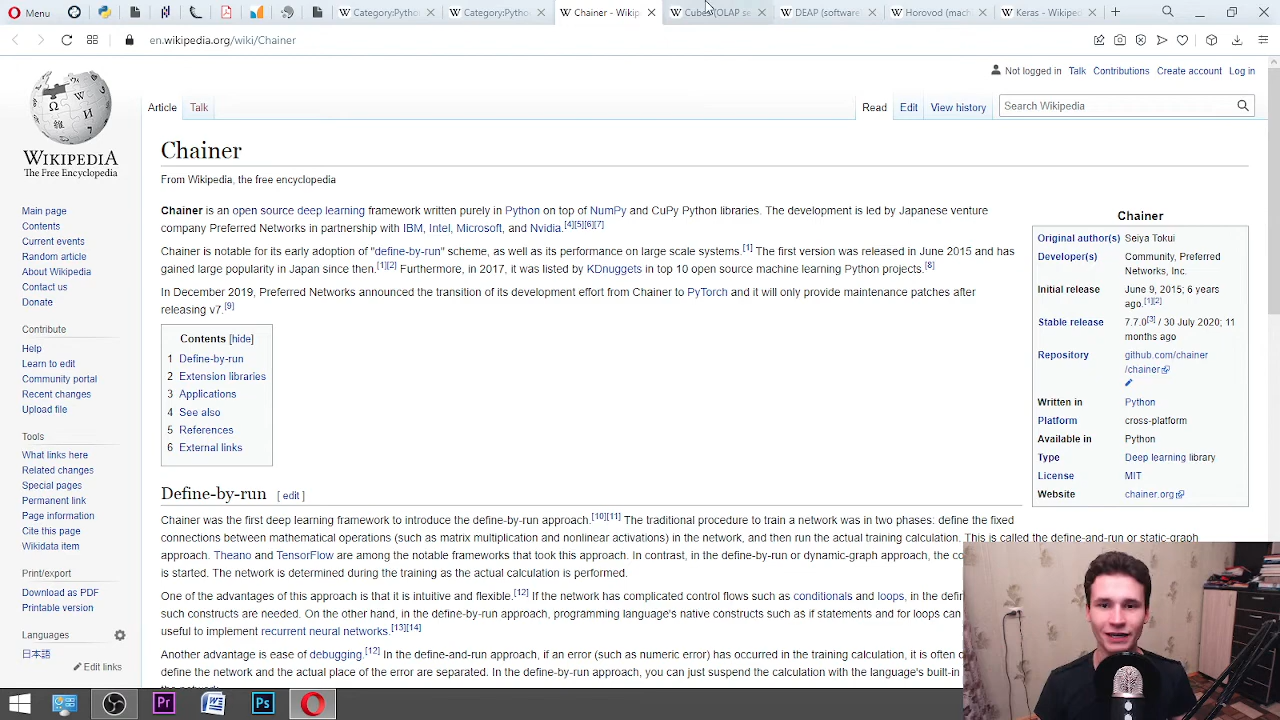 Menu
Category:Pytho
Category:Pytho
Chainer - Wikip
Cubes (OLAP se
DEAP (software
Horovod (mach
Keras - Wikipedi
en.wikipedia.org/wiki/Chainer
Not logged in Talk Contributions Create account Log in
Article Talk
Read Edit View history
Search Wikipedia
WIKIPEDIA
The Free Encyclopedia
Main page
Contents
Current events
Random article
About Wikipedia
Contact us
Donate
Contribute
Help
Learn to edit
Community portal
Recent changes
Upload file
Tools
What links here
Related changes
Special pages
Permanent link
Page information
Cite this page
Wikidata item
Print/export
Download as PDF
Printable version
Languages
日本語
Edit links
Chainer
From Wikipedia, the free encyclopedia
Chainer is an open source deep learning framework written purely in Python on top of NumPy and CuPy Python libraries. The development is led by Japanese venture
company Preferred Networks in partnership with IBM, Intel, Microsoft, and Nvidia.[4][5][6][7]
Chainer is notable for its early adoption of "define-by-run" scheme, as well as its performance on large scale systems.[1] The first version was released in June 2015 and has
gained large popularity in Japan since then.[1][2] Furthermore, in 2017, it was listed by KDnuggets in top 10 open source machine learning Python projects.[8]
In December 2019, Preferred Networks announced the transition of its development effort from Chainer to PyTorch and it will only provide maintenance patches after
releasing v7.[9]
Contents [hide]
1 Define-by-run
2 Extension libraries
3 Applications
4 See also
5 References
6 External links
Chainer
Original author(s) Seiya Tokui
Developer(s) Community, Preferred
Networks, Inc.
Initial release June 9, 2015; 6 years
ago.[1][2]
Stable release 7.7.0[3] / 30 July 2020; 11
months ago
Repository github.com/chainer
/chainer
Written in Python
Platform cross-platform
Available in Python
Type Deep learning library
License MIT
Website chainer.org
Define-by-run [ edit ]
Chainer was the first deep learning framework to introduce the define-by-run approach.[10][11] The traditional procedure to train a network was in two phases: define the fixed
connections between mathematical operations (such as matrix multiplication and nonlinear activations) in the network, and then run the actual training calculation. This is called the define-and-run or static-graph
approach. Theano and TensorFlow are among the notable frameworks that took this approach. In contrast, in the define-by-run or dynamic-graph approach, the co
is started. The network is determined during the training as the actual calculation is performed.
One of the advantages of this approach is that it is intuitive and flexible.[12] If the network has complicated control flows such as conditionals and loops, in the defin
such constructs are needed. On the other hand, in the define-by-run approach, programming language's native constructs such as if statements and for loops can
useful to implement recurrent neural networks.[13][14]
Another advantage is ease of debugging.[12] In the define-and-run approach, if an error (such as numeric error) has occurred in the training calculation, it is often d
define the network and the actual place of the error are separated. In the define-by-run approach, you can just suspend the calculation with the language's built-in
Pr
Ps